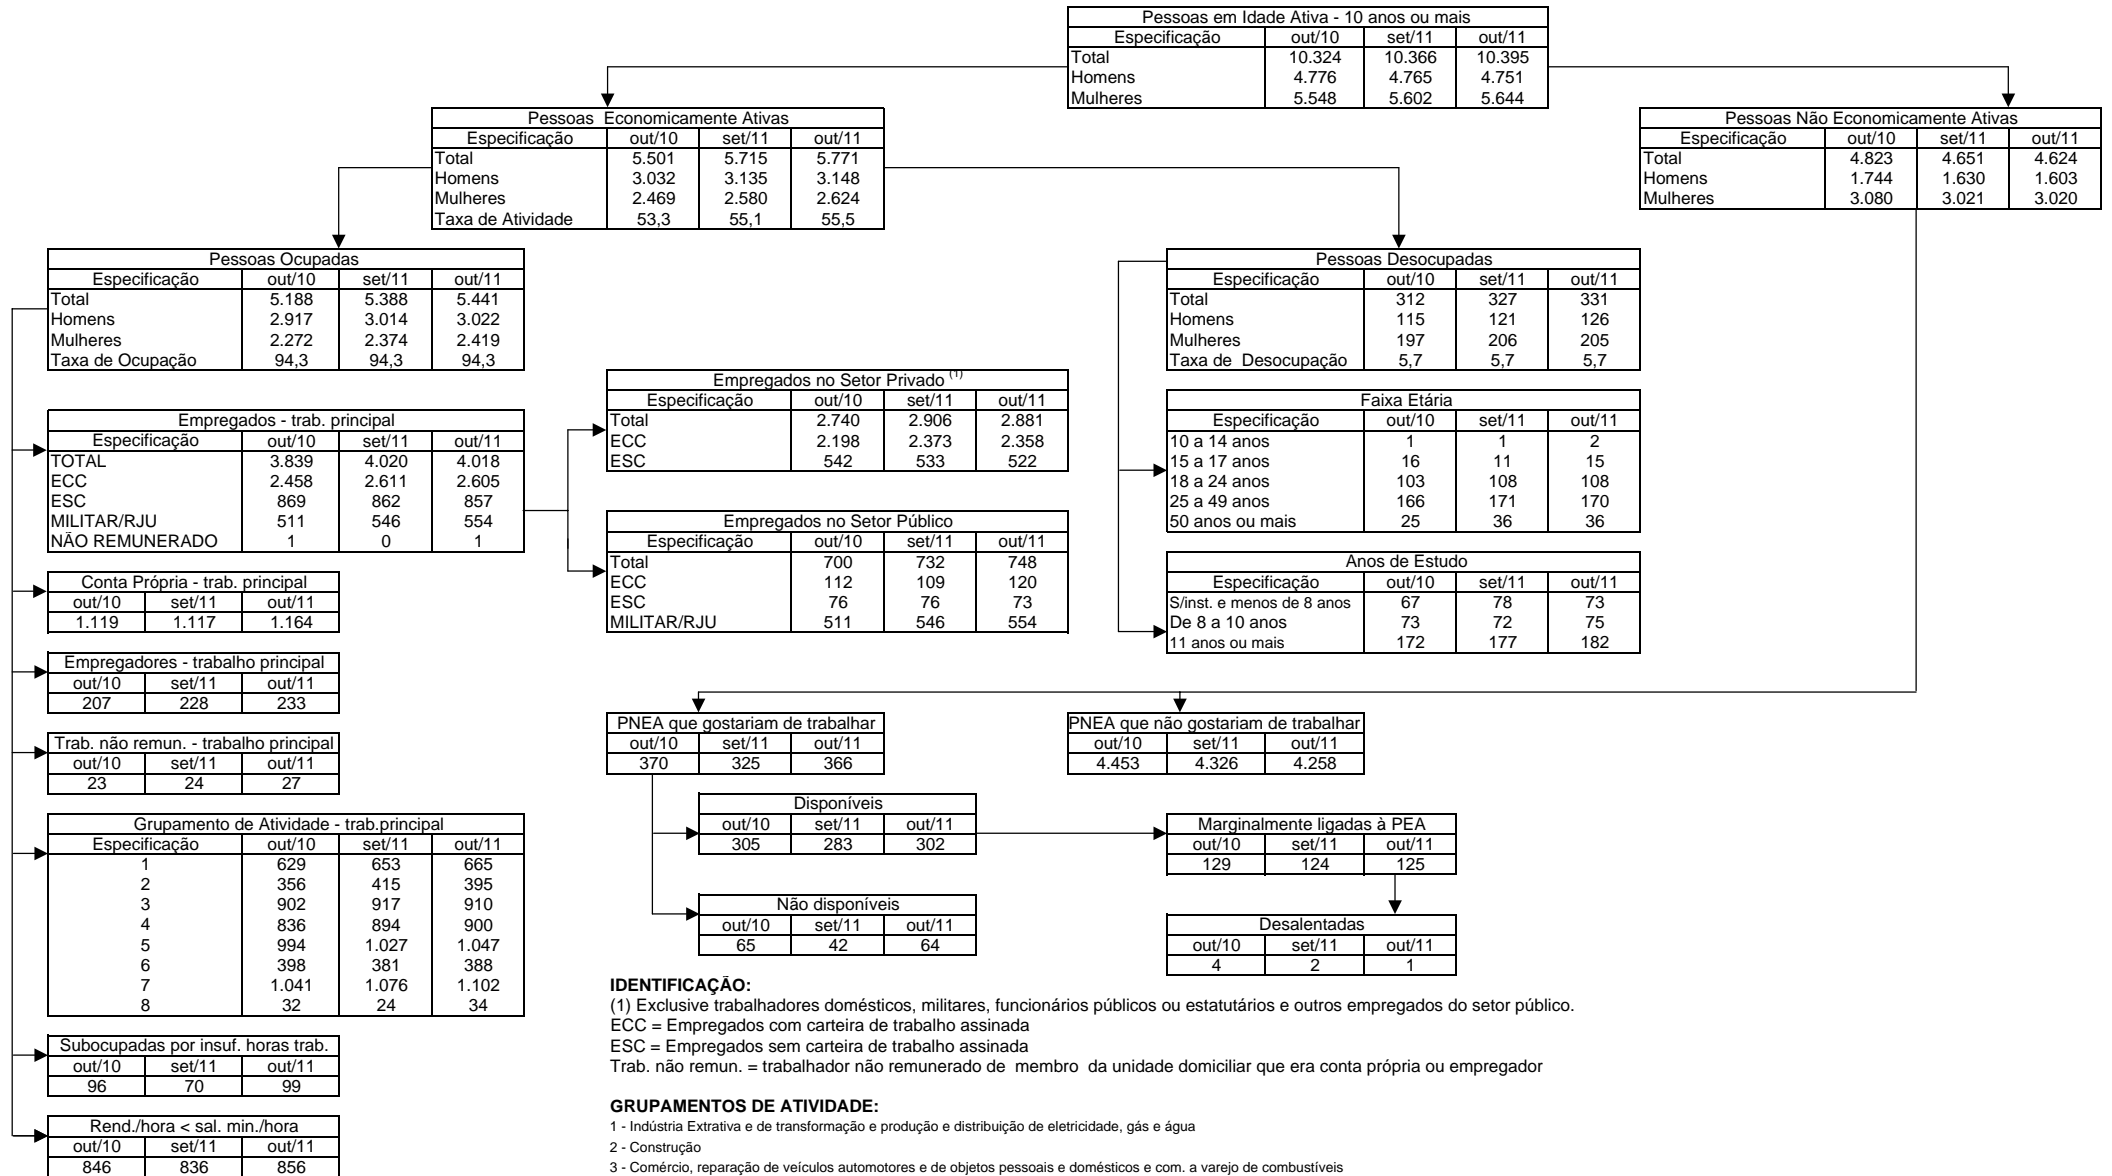 Pessoas em Idade Ativa - 10 anos ou mais
Especificação out/10 set/11 out/11
Total 10.324 10.366 10.395
Homens 4.776 4.765 4.751
Mulheres 5.548 5.602 5.644
Pessoas Economicamente Ativas
Especificação out/10 set/11 out/11
Total 5.501 5.715 5.771
Homens 3.032 3.135 3.148
Mulheres 2.469 2.580 2.624
Taxa de Atividade 53,3 55,1 55,5
Pessoas Não Economicamente Ativas
Especificação out/10 set/11 out/11
Total 4.823 4.651 4.624
Homens 1.744 1.630 1.603
Mulheres 3.080 3.021 3.020
Pessoas Ocupadas
Especificação out/10 set/11 out/11
Total 5.188 5.388 5.441
Homens 2.917 3.014 3.022
Mulheres 2.272 2.374 2.419
Taxa de Ocupação 94,3 94,3 94,3
Pessoas Desocupadas
Especificação out/10 set/11 out/11
Total 312 327 331
Homens 115 121 126
Mulheres 197 206 205
Taxa de Desocupação 5,7 5,7 5,7
Empregados - trab. principal
Especificação out/10 set/11 out/11
TOTAL 3.839 4.020 4.018
ECC 2.458 2.611 2.605
ESC 869 862 857
MILITAR/RJU 511 546 554
NÃO REMUNERADO 1 0 1
Empregados no Setor Privado (1)
Especificação out/10 set/11 out/11
Total 2.740 2.906 2.881
ECC 2.198 2.373 2.358
ESC 542 533 522
Faixa Etária
Especificação out/10 set/11 out/11
10 a 14 anos 1 1 2
15 a 17 anos 16 11 15
18 a 24 anos 103 108 108
25 a 49 anos 166 171 170
50 anos ou mais 25 36 36
Empregados no Setor Público
Especificação out/10 set/11 out/11
Total 700 732 748
ECC 112 109 120
ESC 76 76 73
MILITAR/RJU 511 546 554
Anos de Estudo
Especificação out/10 set/11 out/11
S/inst. e menos de 8 anos 67 78 73
De 8 a 10 anos 73 72 75
11 anos ou mais 172 177 182
Conta Própria - trab. principal
out/10 set/11 out/11
1.119 1.117 1.164
Empregadores - trabalho principal
out/10 set/11 out/11
207 228 233
Trab. não remun. - trabalho principal
out/10 set/11 out/11
23 24 27
PNEA que gostariam de trabalhar
out/10 set/11 out/11
370 325 366
PNEA que não gostariam de trabalhar
out/10 set/11 out/11
4.453 4.326 4.258
Disponíveis
out/10 set/11 out/11
305 283 302
Marginalmente ligadas à PEA
out/10 set/11 out/11
129 124 125
Não disponíveis
out/10 set/11 out/11
65 42 64
Desalentadas
out/10 set/11 out/11
4 2 1
Grupamento de Atividade - trab.principal
Especificação out/10 set/11 out/11
1 629 653 665
2 356 415 395
3 902 917 910
4 836 894 900
5 994 1.027 1.047
6 398 381 388
7 1.041 1.076 1.102
8 32 24 34
Subocupadas por insuf. horas trab.
out/10 set/11 out/11
96 70 99
Rend./hora < sal. min./hora
out/10 set/11 out/11
846 836 856
IDENTIFICAÇÃO:
(1) Exclusive trabalhadores domésticos, militares, funcionários públicos ou estatutários e outros empregados do setor público.
ECC = Empregados com carteira de trabalho assinada
ESC = Empregados sem carteira de trabalho assinada
Trab. não remun. = trabalhador não remunerado de membro da unidade domiciliar que era conta própria ou empregador
GRUPAMENTOS DE ATIVIDADE:
1 - Indústria Extrativa e de transformação e produção e distribuição de eletricidade, gás e água
2 - Construção
3 - Comércio, reparação de veículos automotores e de objetos pessoais e domésticos e com. a varejo de combustíveis